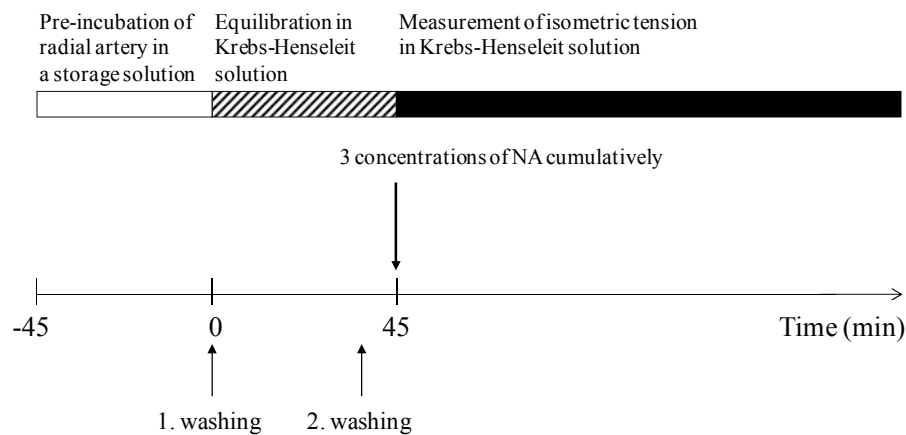 Pre-incubation of
radial artery in
a storage solution
Equilibration in
Krebs-Henseleit
solution
Measurement of isometric tension
in Krebs-Henseleit solution
3 concentrations of NA cumulatively
-45
0
45
Time (min)
1. washing
2. washing